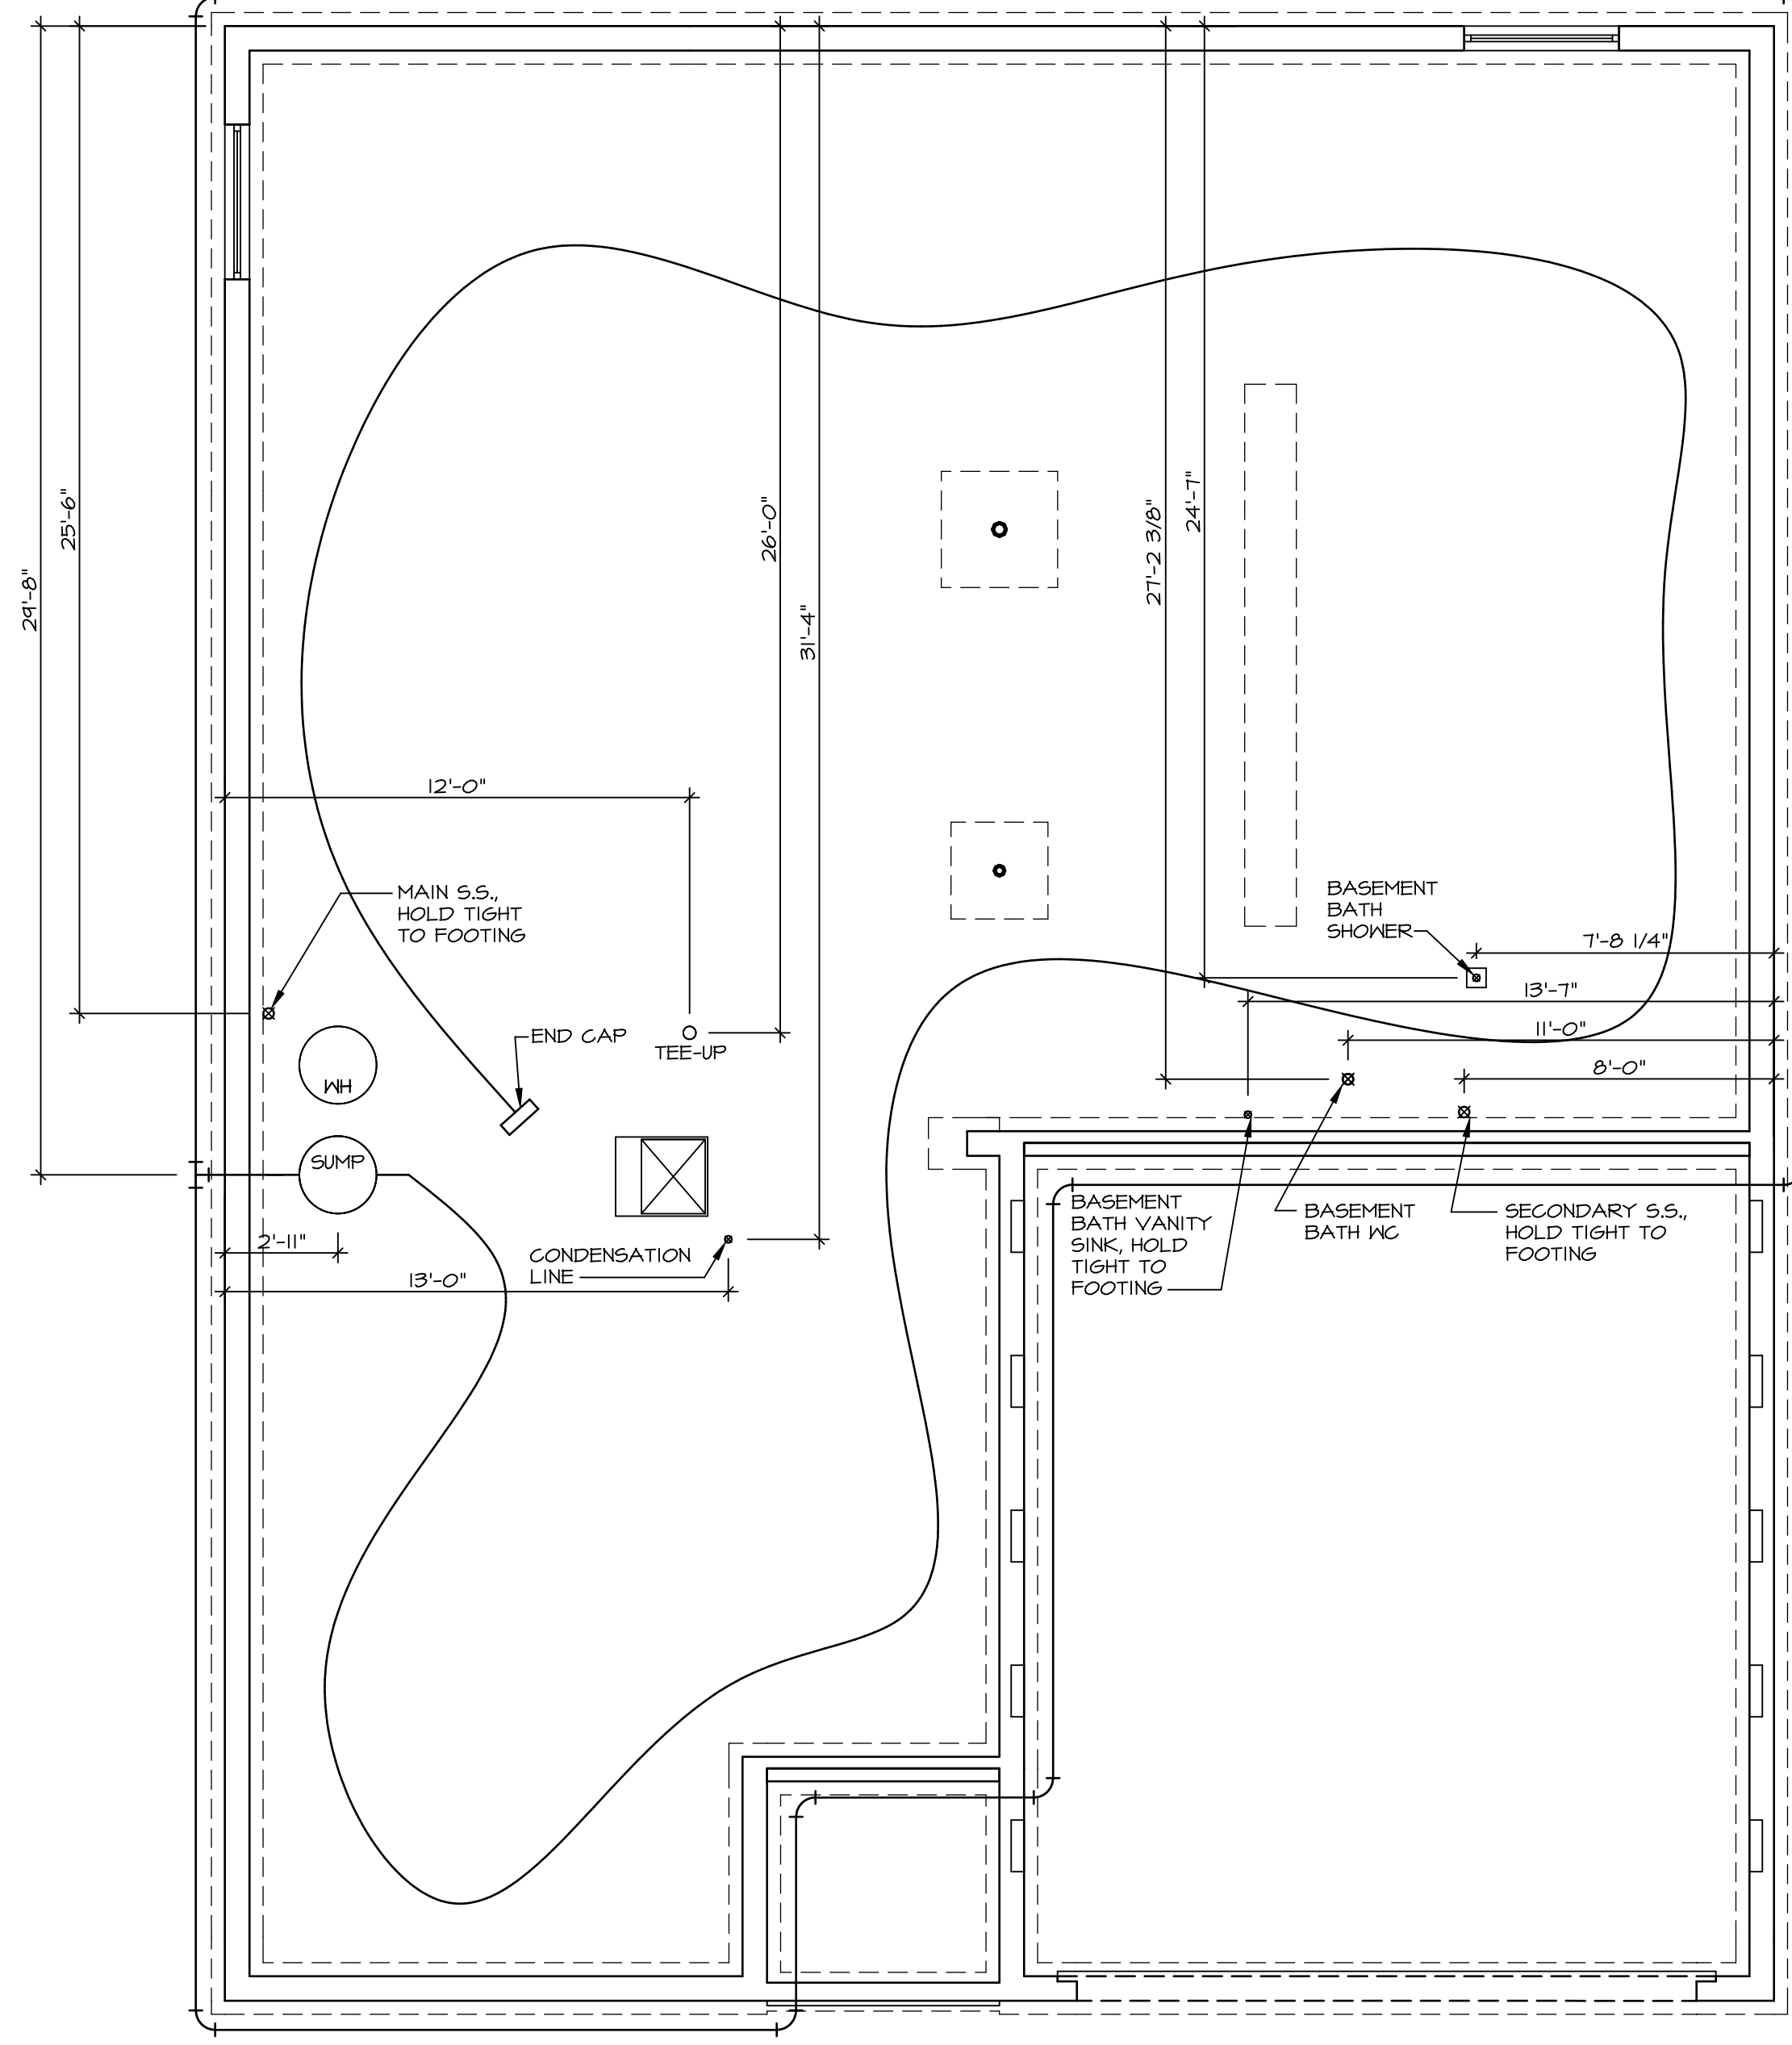 29'-8"
25'-6"
26'-0"
31'-4"
27'-2 3/8"
24'-7"
12'-0"
MAIN S.S.,
HOLD TIGHT
TO FOOTING
BASEMENT
BATH
SHOWER
7'-8 1/4"
13'-7"
11'-0"
8'-0"
END CAP
TEE-UP
WH
SUMP
2'-11"
13'-0"
CONDENSATION
LINE
BASEMENT
BATH VANITY
SINK, HOLD
TIGHT TO
FOOTING
BASEMENT
BATH WC
SECONDARY S.S.,
HOLD TIGHT TO
FOOTING